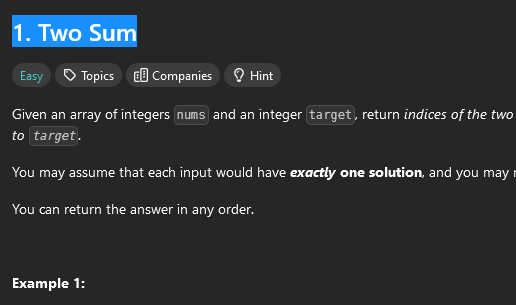 1. Two Sum
Easy Topics Companies Hint
Given an array of integers nums and an integer target, return indices of the two
to target.
You may assume that each input would have exactly one solution, and you may
You can return the answer in any order.
Example 1: